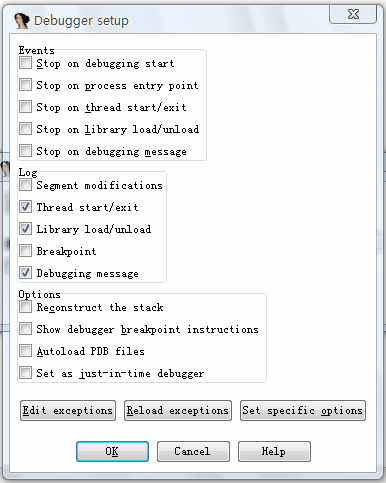 Debugger setup
Events
Stop on debugging start
Stop on process entry point
Stop on thread start/exit
Stop on library load/unload
Stop on debugging message
Log
Segment modifications
Thread start/exit
Library load/unload
Breakpoint
Debugging message
Options
Reconstruct the stack
Show debugger breakpoint instructions
Autoload PDB files
Set as just-in-time debugger
Edit exceptions Reload exceptions Set specific options
OK Cancel Help